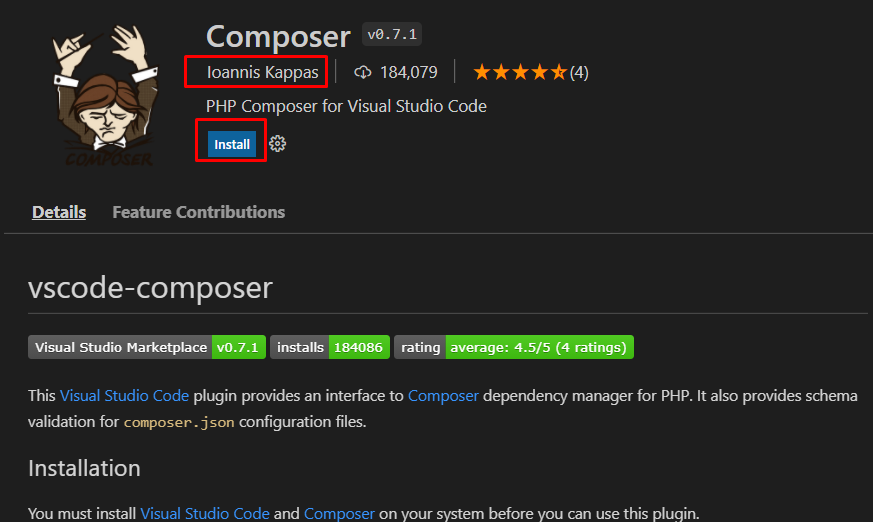 Composer v0.7.1
Ioannis Kappas 184,079 (4)
PHP Composer for Visual Studio Code
Install
COMPOSER
Details Feature Contributions
vscode-composer
Visual Studio Marketplace v0.7.1 installs 184086 rating average: 4.5/5 (4 ratings)
This Visual Studio Code plugin provides an interface to Composer dependency manager for PHP. It also provides schema
validation for composer.json configuration files.
Installation
You must install Visual Studio Code and Composer on your system before you can use this plugin.